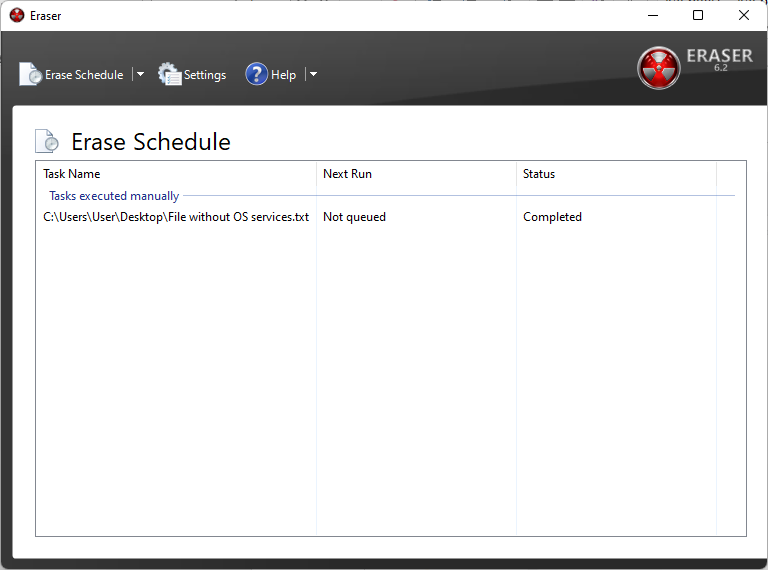 Eraser
Erase Schedule Settings Help
ERASER
6.2
Erase Schedule
Task Name Next Run Status
Tasks executed manually
C:\Users\User\Desktop\File without OS services.txt Not queued Completed